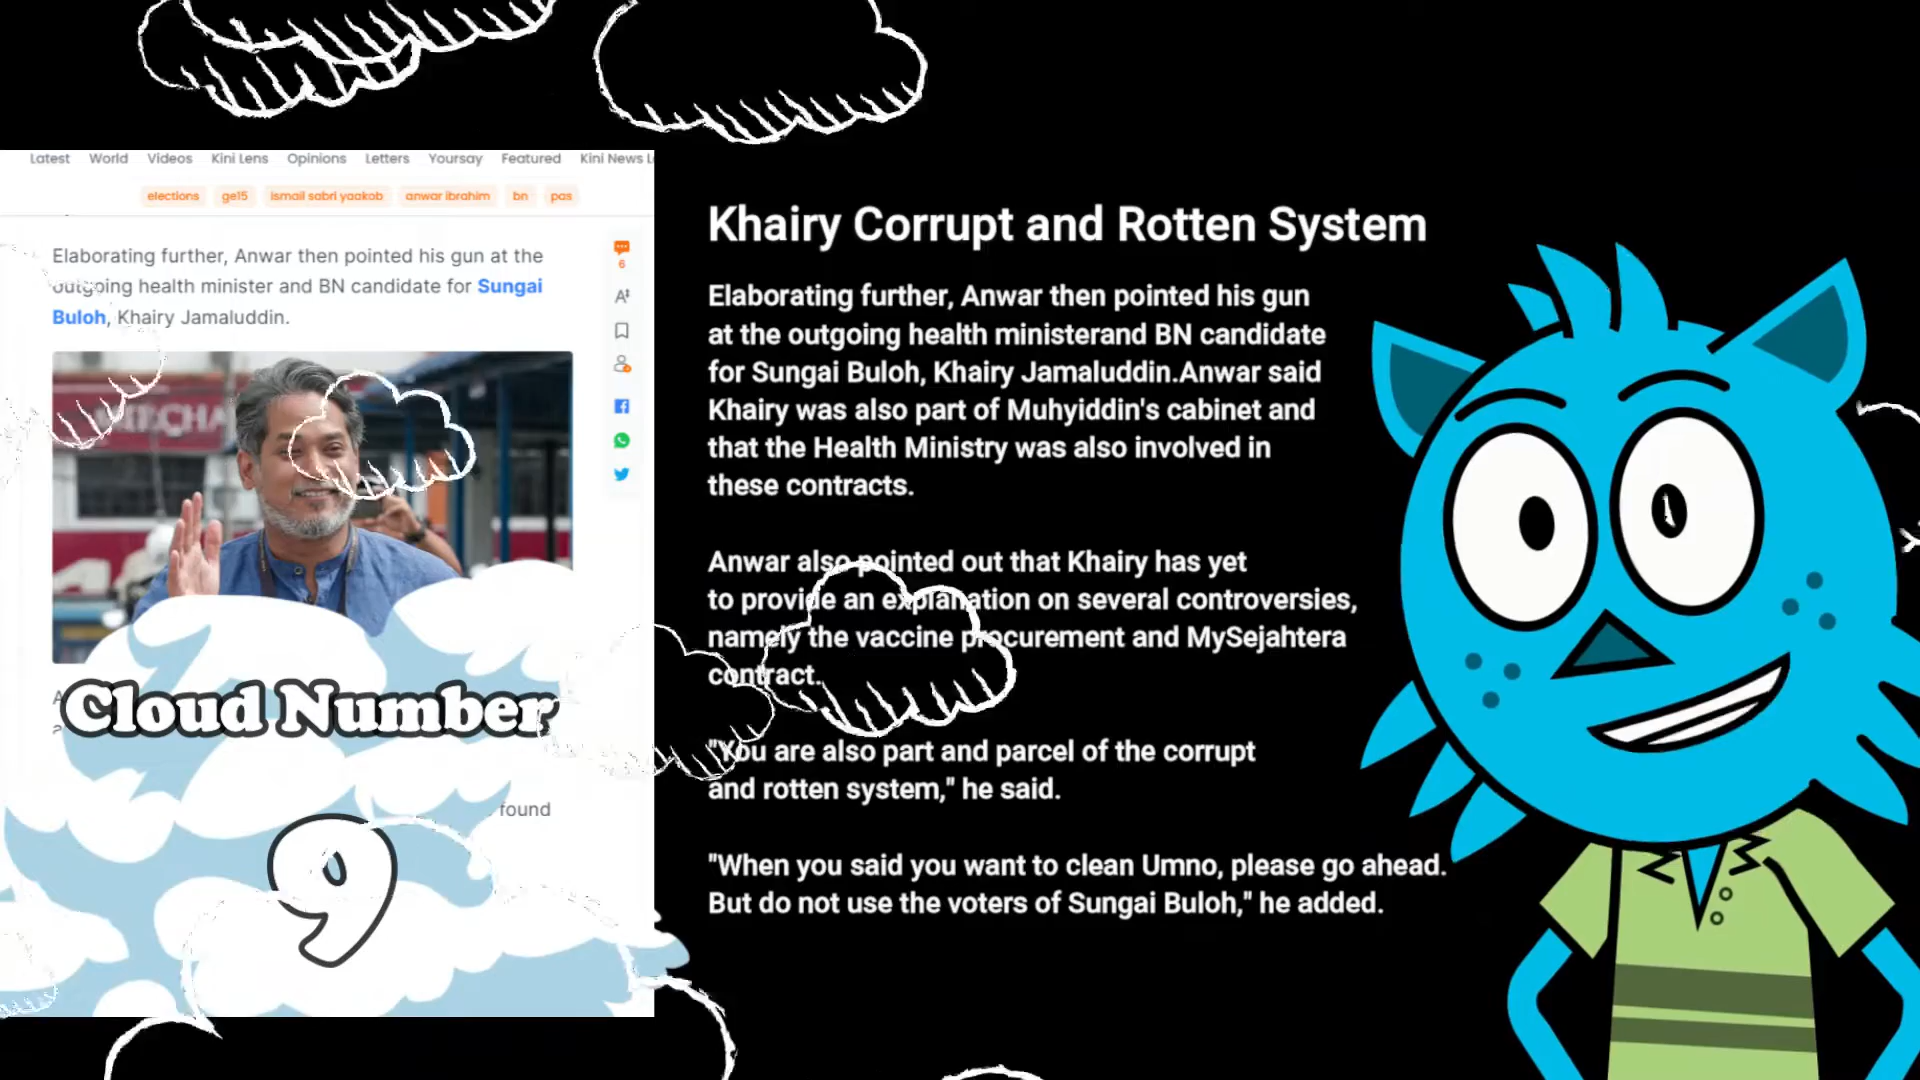 Latest World Videos Kini Lens Opinions Letters Yoursay Featured Kini News
elections ge15 ismail sabri yaakob anwar ibrahim bn pas
Elaborating further, Anwar then pointed his gun at the
outgoing health minister and BN candidate for Sungai
Buloh, Khairy Jamaluddin.
6
Cloud Number
found
9
Khairy Corrupt and Rotten System
Elaborating further, Anwar then pointed his gun
at the outgoing health ministerand BN candidate
for Sungai Buloh, Khairy Jamaluddin.Anwar said
Khairy was also part of Muhyiddin's cabinet and
that the Health Ministry was also involved in
these contracts.
Anwar also pointed out that Khairy has yet
to provide an explanation on several controversies,
namely the vaccine procurement and MySejahtera
contract.
"You are also part and parcel of the corrupt
and rotten system," he said.
"When you said you want to clean Umno, please go ahead.
But do not use the voters of Sungai Buloh," he added.